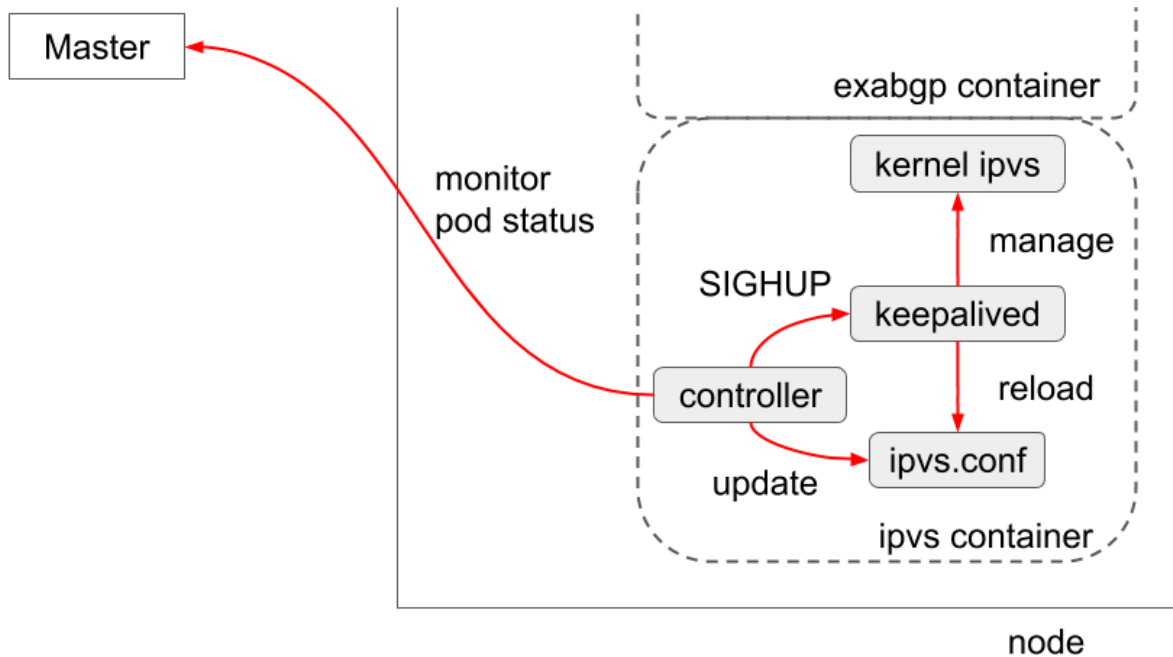 Master
exabgp container
kernel ipvs
monitor
pod status
manage
SIGHUP
keepalived
controller
reload
ipvs.conf
update
ipvs container
node